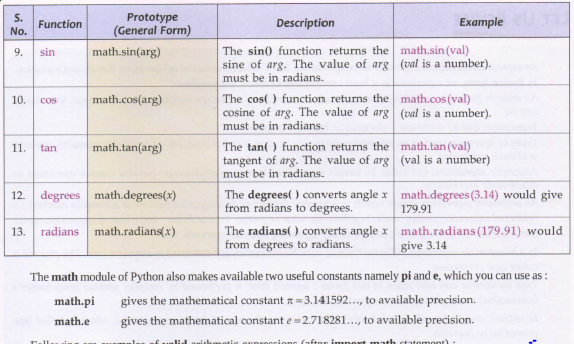 S. No. Function Prototype (General Form) Description Example
9. sin math.sin(arg) The sin() function returns the math.sin(val)
sine of arg. The value of arg (val is a number).
must be in radians.
10. cos math.cos(arg) The cos( ) function returns the math.cos(val)
cosine of arg. The value of arg (val is a number).
must be in radians.
11. tan math.tan(arg) The tan( ) function returns the math.tan(val)
tangent of arg. The value of arg (val is a number)
must be in radians.
12. degrees math.degrees(x) The degrees( ) converts angle x math.degrees(3.14) would give
from radians to degrees. 179.91
13. radians math.radians(x) The radians( ) converts angle x math.radians(179.91) would
from degrees to radians. give 3.14
The math module of Python also makes available two useful constants namely pi and e, which you can use as :
math.pi gives the mathematical constant π = 3.141592..., to available precision.
math.e gives the mathematical constant e = 2.718281..., to available precision.
Following are examples of valid arithmetic expressions (after import math statement) :